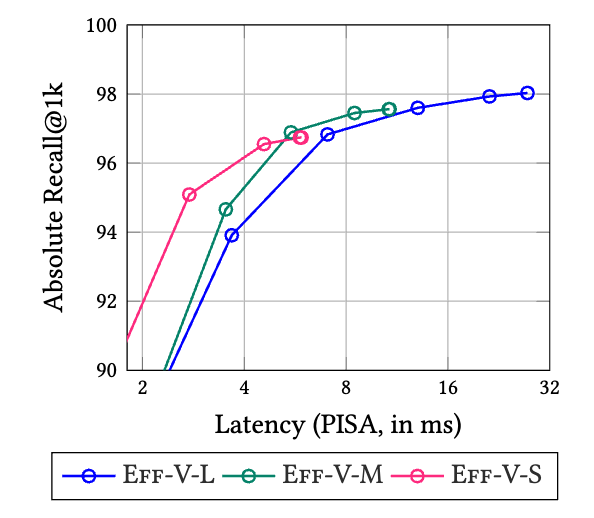 100
98
96
94
92
90
Absolute Recall@1k
2 4 8 16 32
Latency (PISA, in ms)
Eff-V-L Eff-V-M Eff-V-S